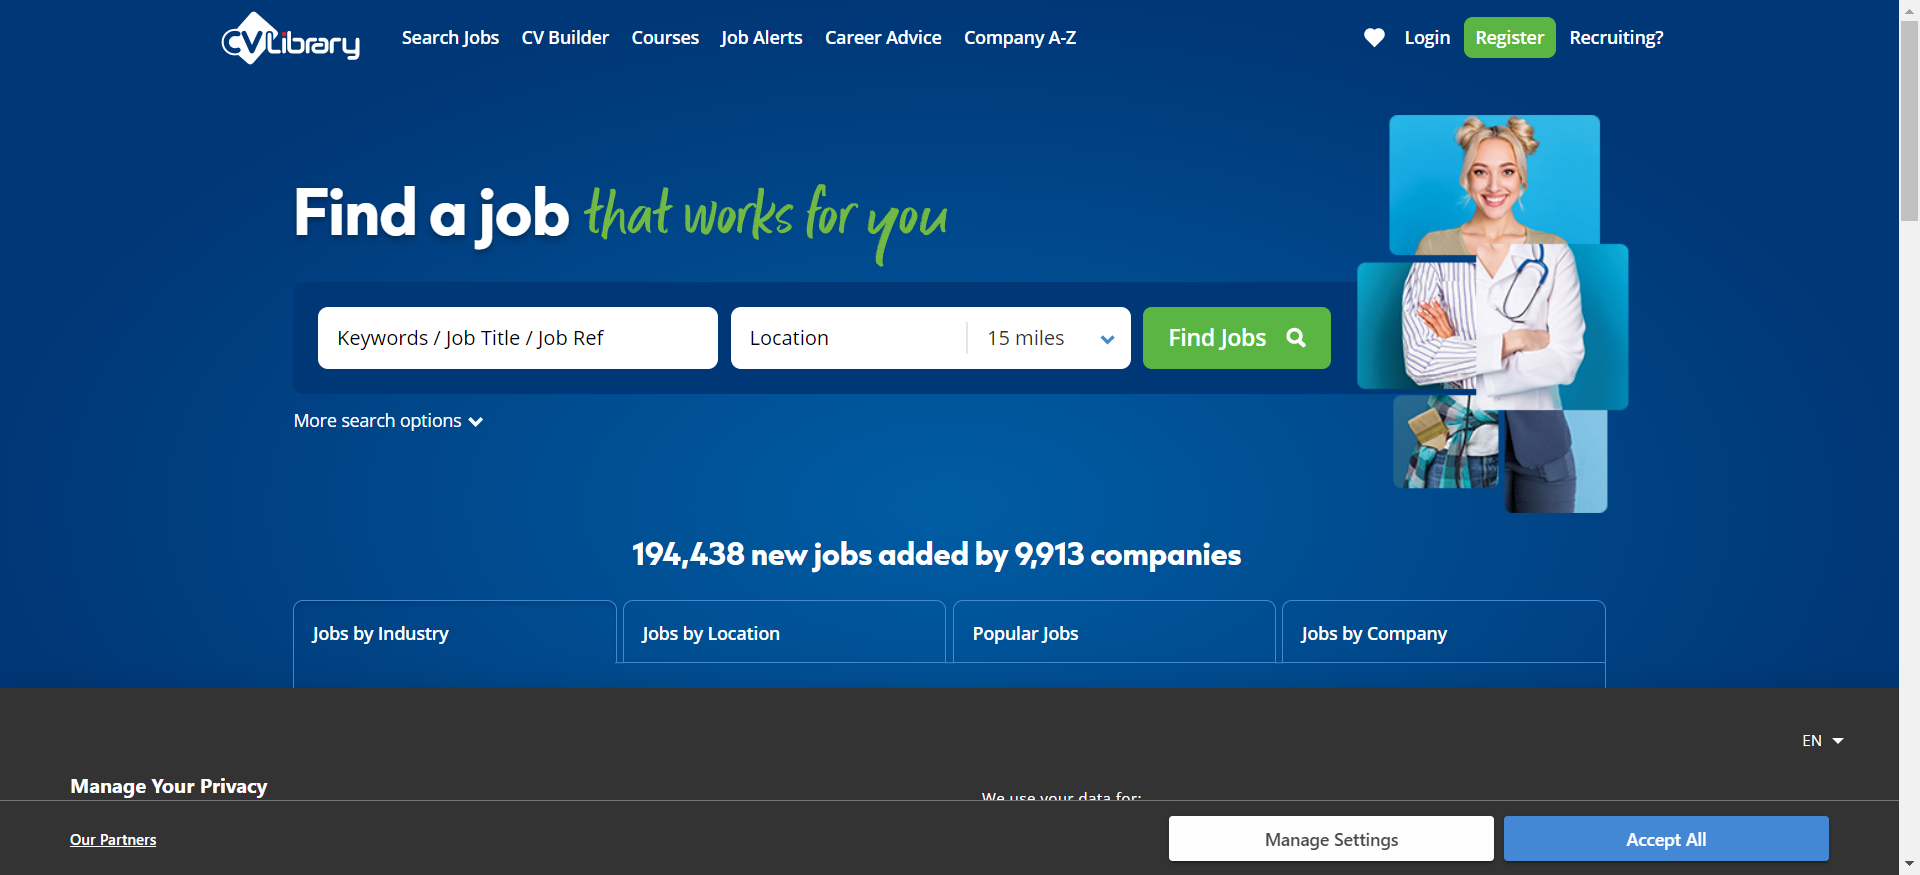 CVLibrary
Search Jobs
CV Builder
Courses
Job Alerts
Career Advice
Company A-Z
Login
Register
Recruiting?
Find a job that works for you
Keywords / Job Title / Job Ref
Location
15 miles
Find Jobs
More search options
194,438 new jobs added by 9,913 companies
Jobs by Industry
Jobs by Location
Popular Jobs
Jobs by Company
EN
Manage Your Privacy
We use your data for:
Our Partners
Manage Settings
Accept All